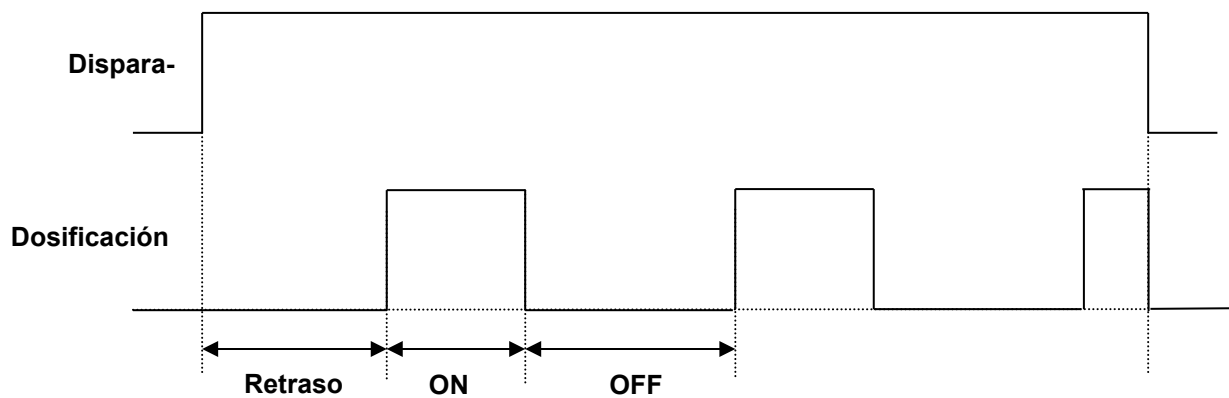 Dispara-
Dosificación
Retraso ON OFF